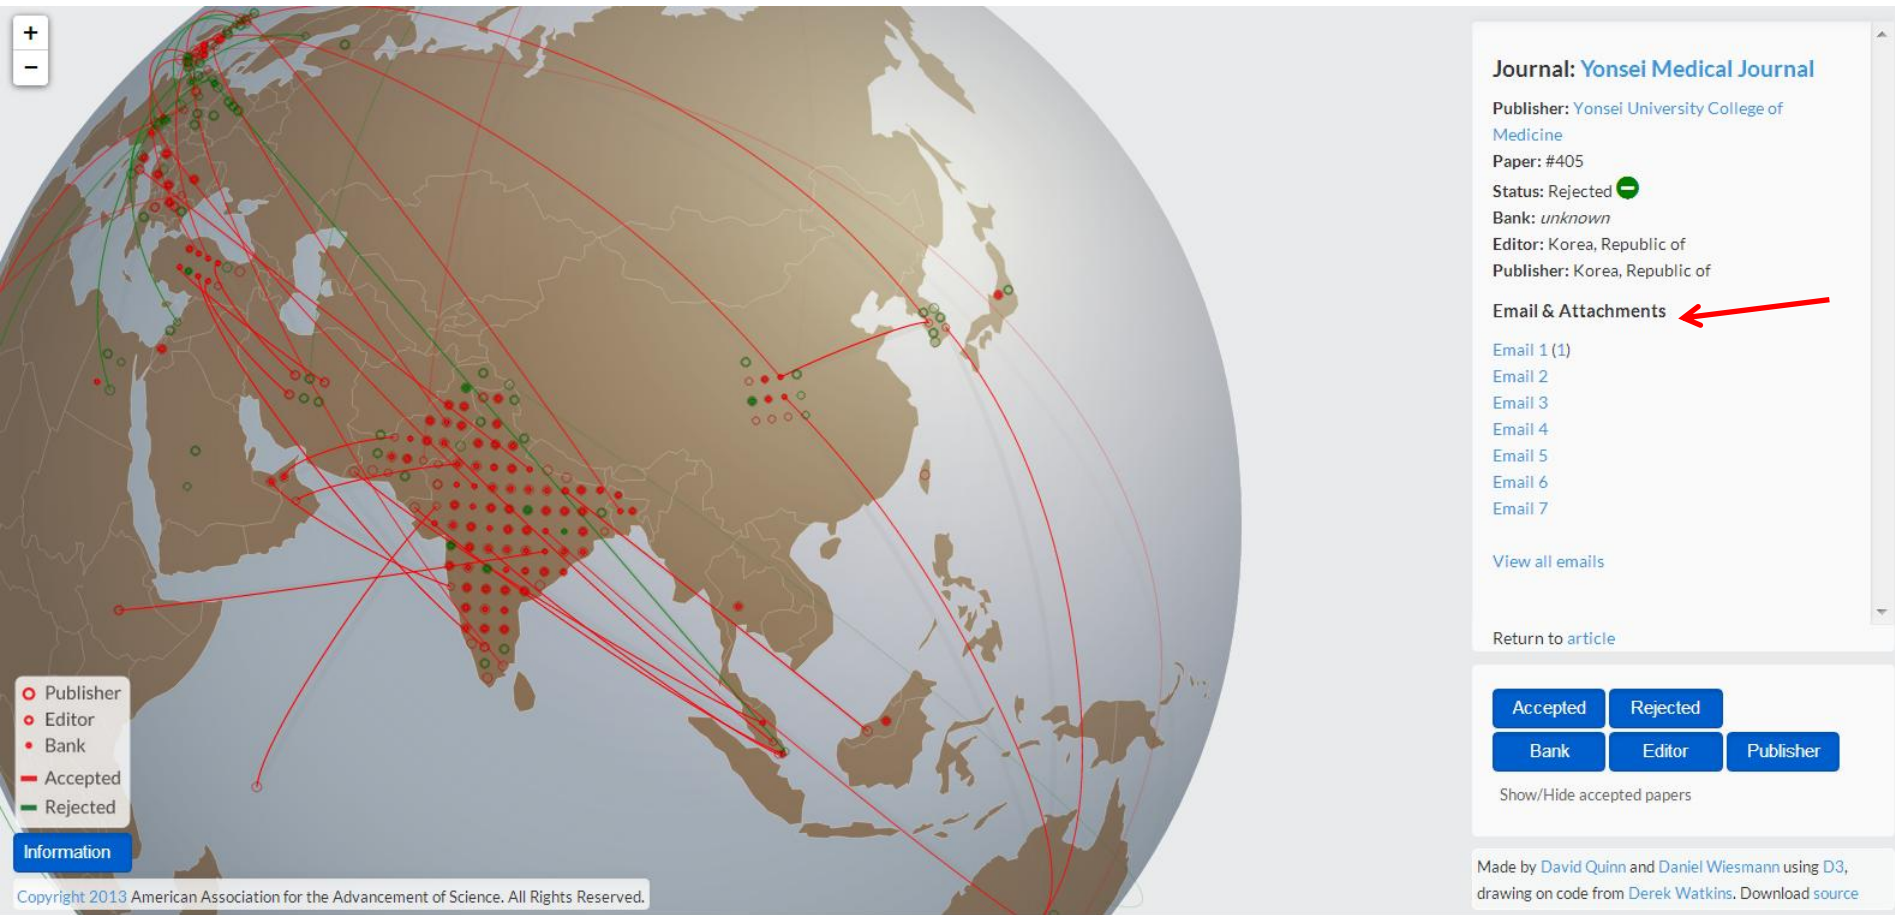 +
−
Publisher
Editor
Bank
Accepted
Rejected
Information
Copyright 2013 American Association for the Advancement of Science. All Rights Reserved.
Journal: Yonsei Medical Journal
Publisher: Yonsei University College of
Medicine
Paper: #405
Status: Rejected
Bank: unknown
Editor: Korea, Republic of
Publisher: Korea, Republic of
Email & Attachments
Email 1 (1)
Email 2
Email 3
Email 4
Email 5
Email 6
Email 7
View all emails
Return to article
Accepted Rejected
Bank Editor Publisher
Show/Hide accepted papers
Made by David Quinn and Daniel Wiesmann using D3,
drawing on code from Derek Watkins. Download source